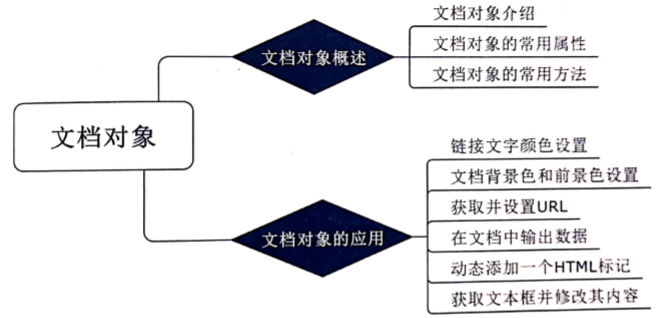 文档对象
文档对象概述
文档对象介绍
文档对象的常用属性
文档对象的常用方法
文档对象的应用
链接文字颜色设置
文档背景色和前景色设置
获取并设置URL
在文档中输出数据
动态添加一个HTML标记
获取文本框并修改其内容